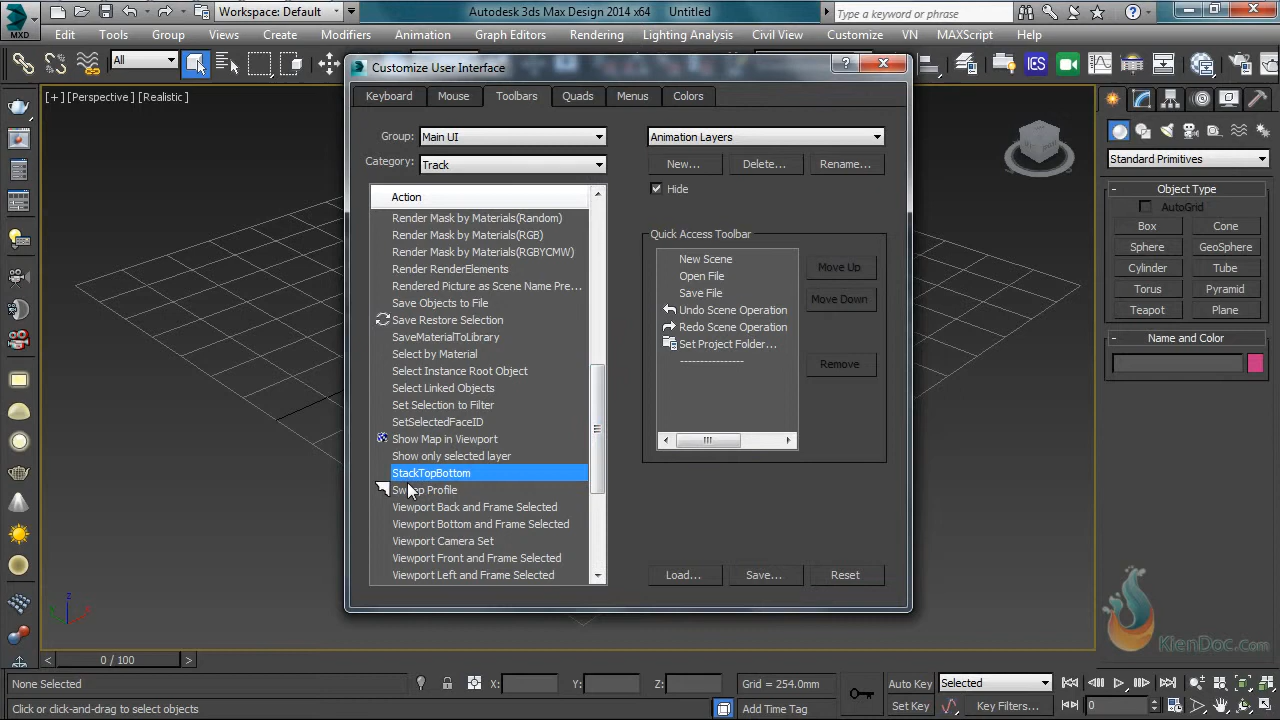 MXD
Workspace: Default
Autodesk 3ds Max Design 2014 x64    Untitled
Type a keyword or phrase
Edit Tools Group Views Create Modifiers Animation Graph Editors Rendering Lighting Analysis Civil View Customize VN MAXScript Help
All
ES
[+] [Perspective] [Realistic]
Customize User Interface
Keyboard Mouse Toolbars Quads Menus Colors
Group: Main UI
Category: Track
Action
Render Mask by Materials(Random)
Render Mask by Materials(RGB)
Render Mask by Materials(RGBYCMW)
Render RenderElements
Rendered Picture as Scene Name Pre...
Save Objects to File
Save Restore Selection
SaveMaterialToLibrary
Select by Material
Select Instance Root Object
Select Linked Objects
Set Selection to Filter
SetSelectedFaceID
Show Map in Viewport
Show only selected layer
StackTopBottom
Sweep Profile
Viewport Back and Frame Selected
Viewport Bottom and Frame Selected
Viewport Camera Set
Viewport Front and Frame Selected
Viewport Left and Frame Selected
Animation Layers
New... Delete... Rename...
Hide
Quick Access Toolbar
New Scene
Open File
Save File
Undo Scene Operation
Redo Scene Operation
Set Project Folder...
----------------
Move Up
Move Down
Remove
Load... Save... Reset
Standard Primitives
- Object Type
AutoGrid
Box Cone
Sphere GeoSphere
Cylinder Tube
Torus Pyramid
Teapot Plane
- Name and Color
KienDoc.com
z
x
< 0 / 100 >
None Selected
X: Y: Z:
Grid = 254.0mm
Auto Key
Selected
Click or click-and-drag to select objects
Add Time Tag
Set Key
Key Filters...
0